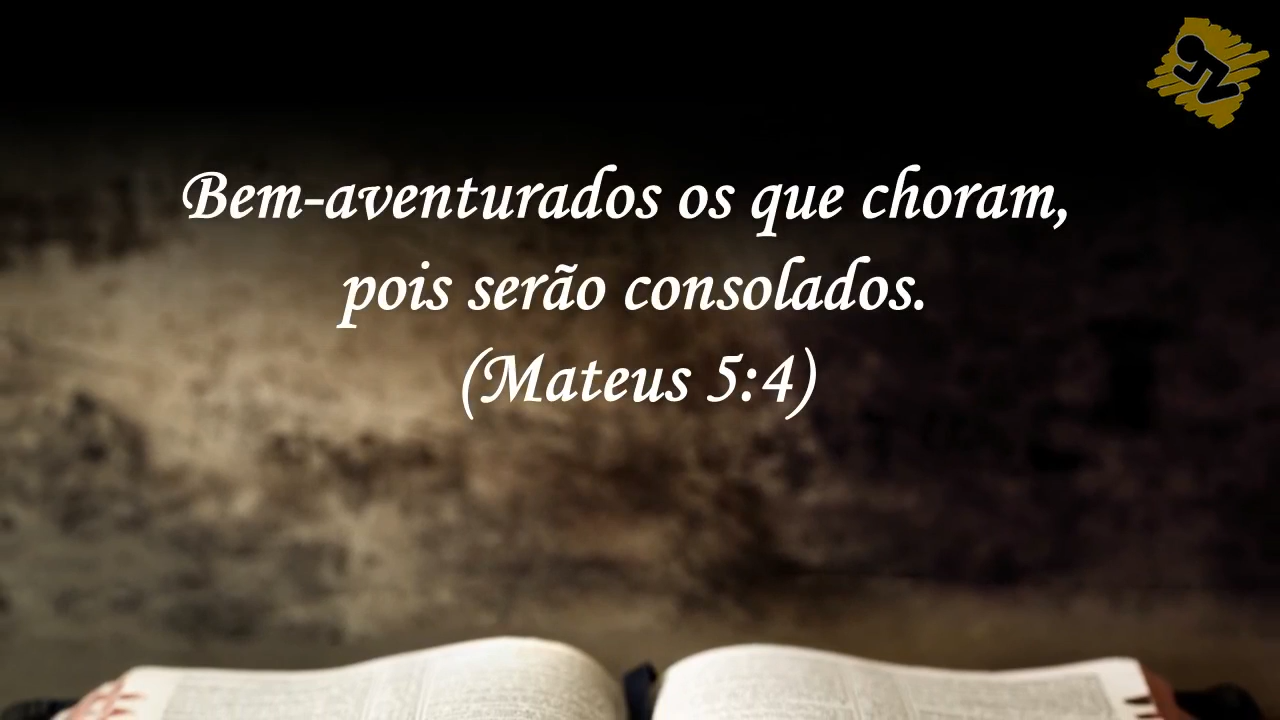 Bem-aventurados os que choram,
pois serão consolados.
(Mateus 5:4)